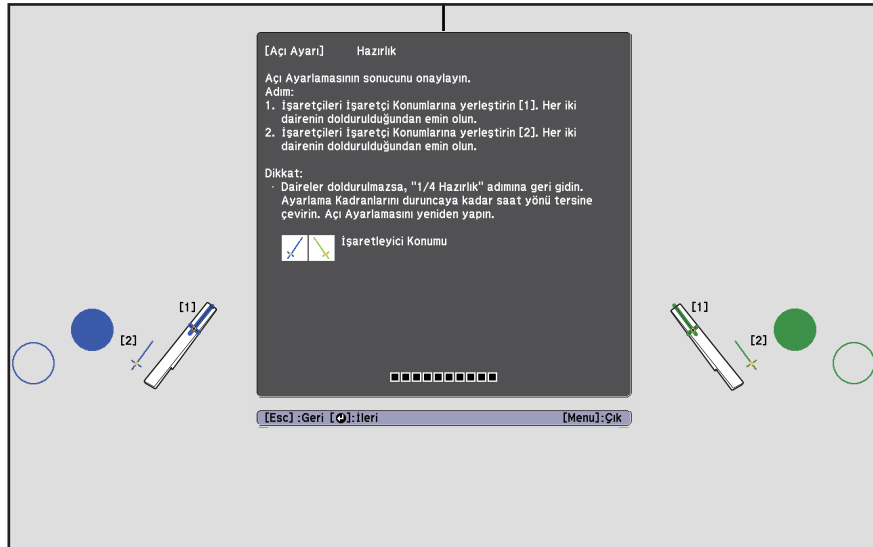 [Açı Ayarı] Hazırlık
Açı Ayarlamasının sonucunu onaylayın.
Adım:
1. İşaretçileri İşaretçi Konumlarına yerleştirin [1]. Her iki
dairenin doldurulduğundan emin olun.
2. İşaretçileri İşaretçi Konumlarına yerleştirin [2]. Her iki
dairenin doldurulduğundan emin olun.
Dikkat:
· Daireler doldurulmazsa, "1/4 Hazırlık" adımına geri gidin.
Ayarlama Kadranlarını duruncaya kadar saat yönü tersine
çevirin. Açı Ayarlamasını yeniden yapın.
İşaretleyici Konumu
[1]
[2]
[1]
[2]
[Esc] :Geri [↵]:İleri [Menu]:Çık